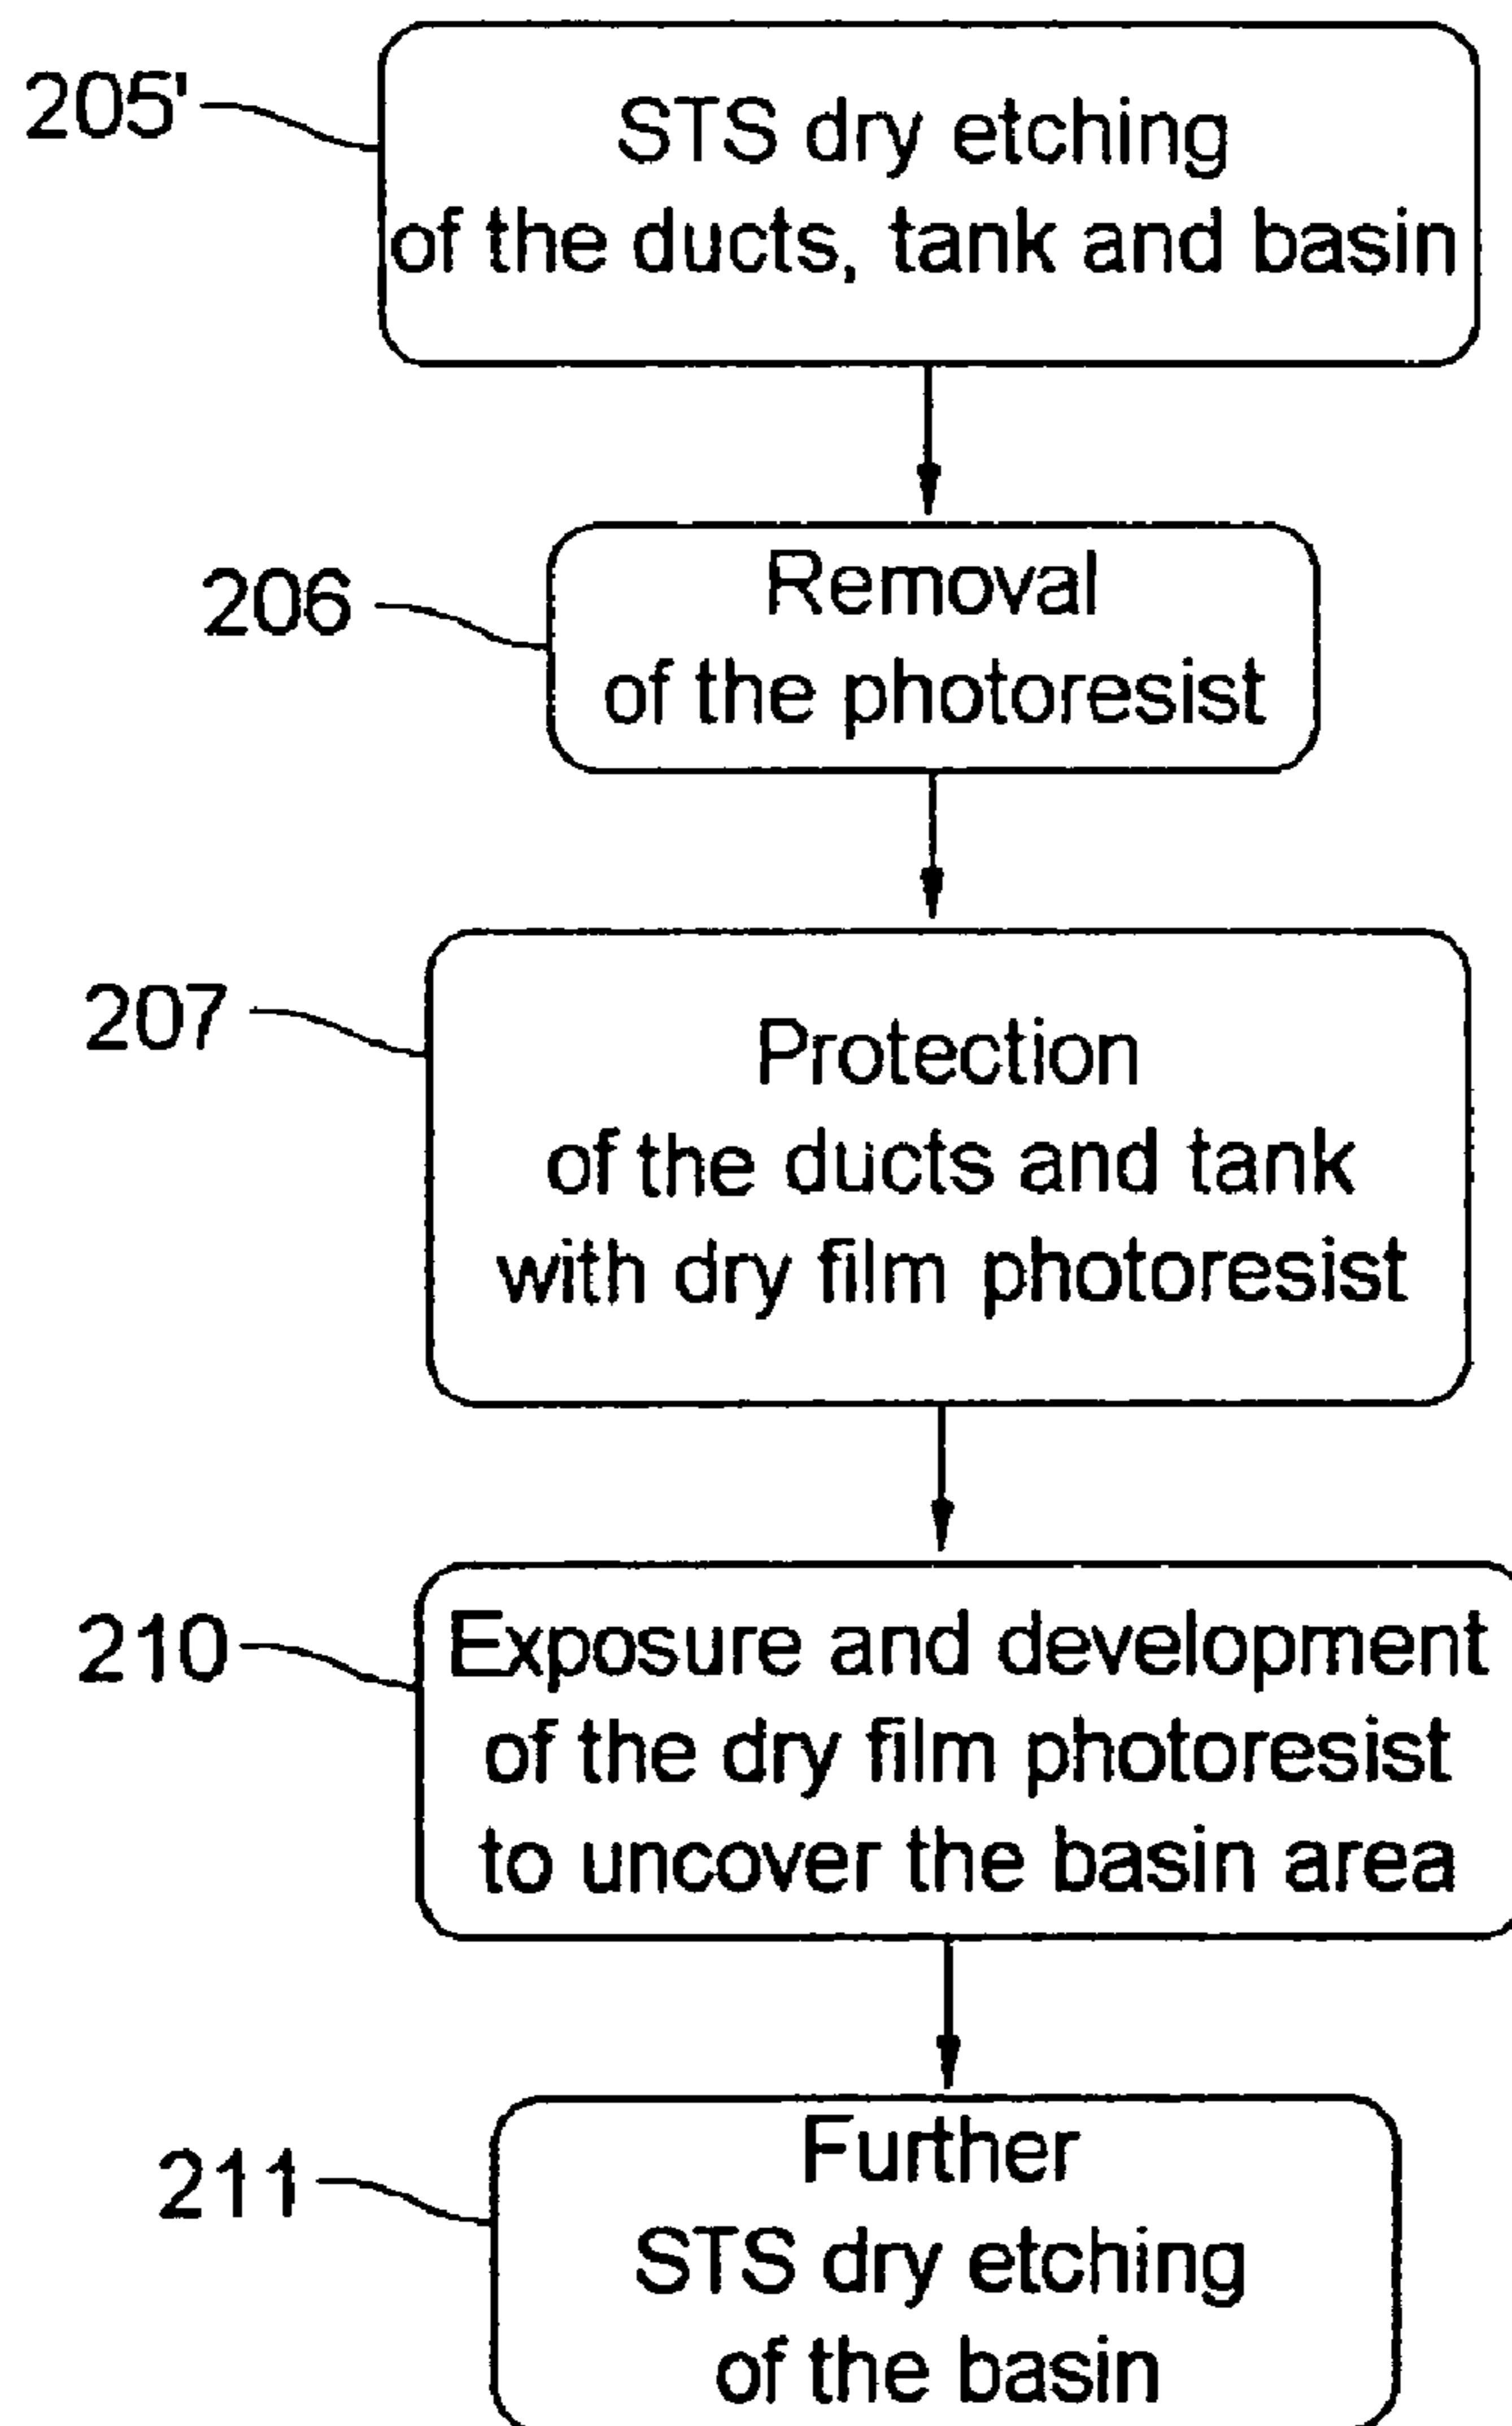 205'
STS dry etching
of the ducts, tank and basin
206
Removal
of the photoresist
207
Protection
of the ducts and tank
with dry film photoresist
210
Exposure and development
of the dry film photoresist
to uncover the basin area
211
Further
STS dry etching
of the basin